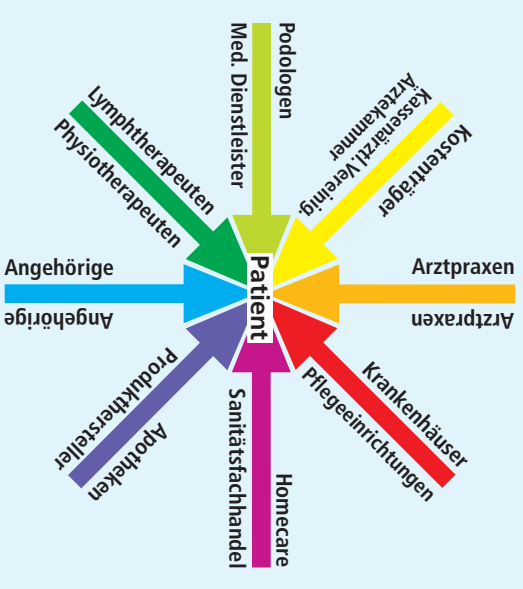 Podologen
Med. Dienstleister
Kostenträger
Kassenärztl.Vereinig.
Ärztekammer
Arztpraxen
Arztpraxen
Krankenhäuser
Pflegeeinrichtungen
Homecare
Sanitätsfachhandel
Apotheken
Produkthersteller
Angehörige
Angehörige
Lymphtherapeuten
Physiotherapeuten
Patient